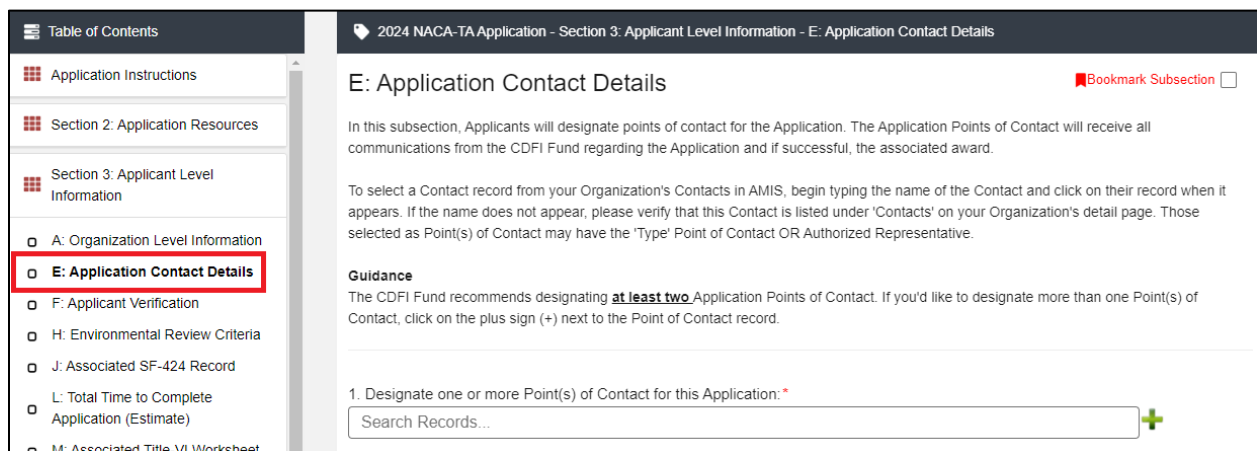 Table of Contents
Application Instructions
Section 2: Application Resources
Section 3: Applicant Level
Information
A: Organization Level Information
E: Application Contact Details
F: Applicant Verification
H: Environmental Review Criteria
J: Associated SF-424 Record
L: Total Time to Complete
Application (Estimate)
M: Associated Title VI Worksheet
2024 NACA-TA Application - Section 3: Applicant Level Information - E: Application Contact Details
E: Application Contact Details
Bookmark Subsection
In this subsection, Applicants will designate points of contact for the Application. The Application Points of Contact will receive all
communications from the CDFI Fund regarding the Application and if successful, the associated award.
To select a Contact record from your Organization's Contacts in AMIS, begin typing the name of the Contact and click on their record when it
appears. If the name does not appear, please verify that this Contact is listed under 'Contacts' on your Organization's detail page. Those
selected as Point(s) of Contact may have the 'Type' Point of Contact OR Authorized Representative.
Guidance
The CDFI Fund recommends designating at least two Application Points of Contact. If you'd like to designate more than one Point(s) of
Contact, click on the plus sign (+) next to the Point of Contact record.
1. Designate one or more Point(s) of Contact for this Application:*
Search Records...